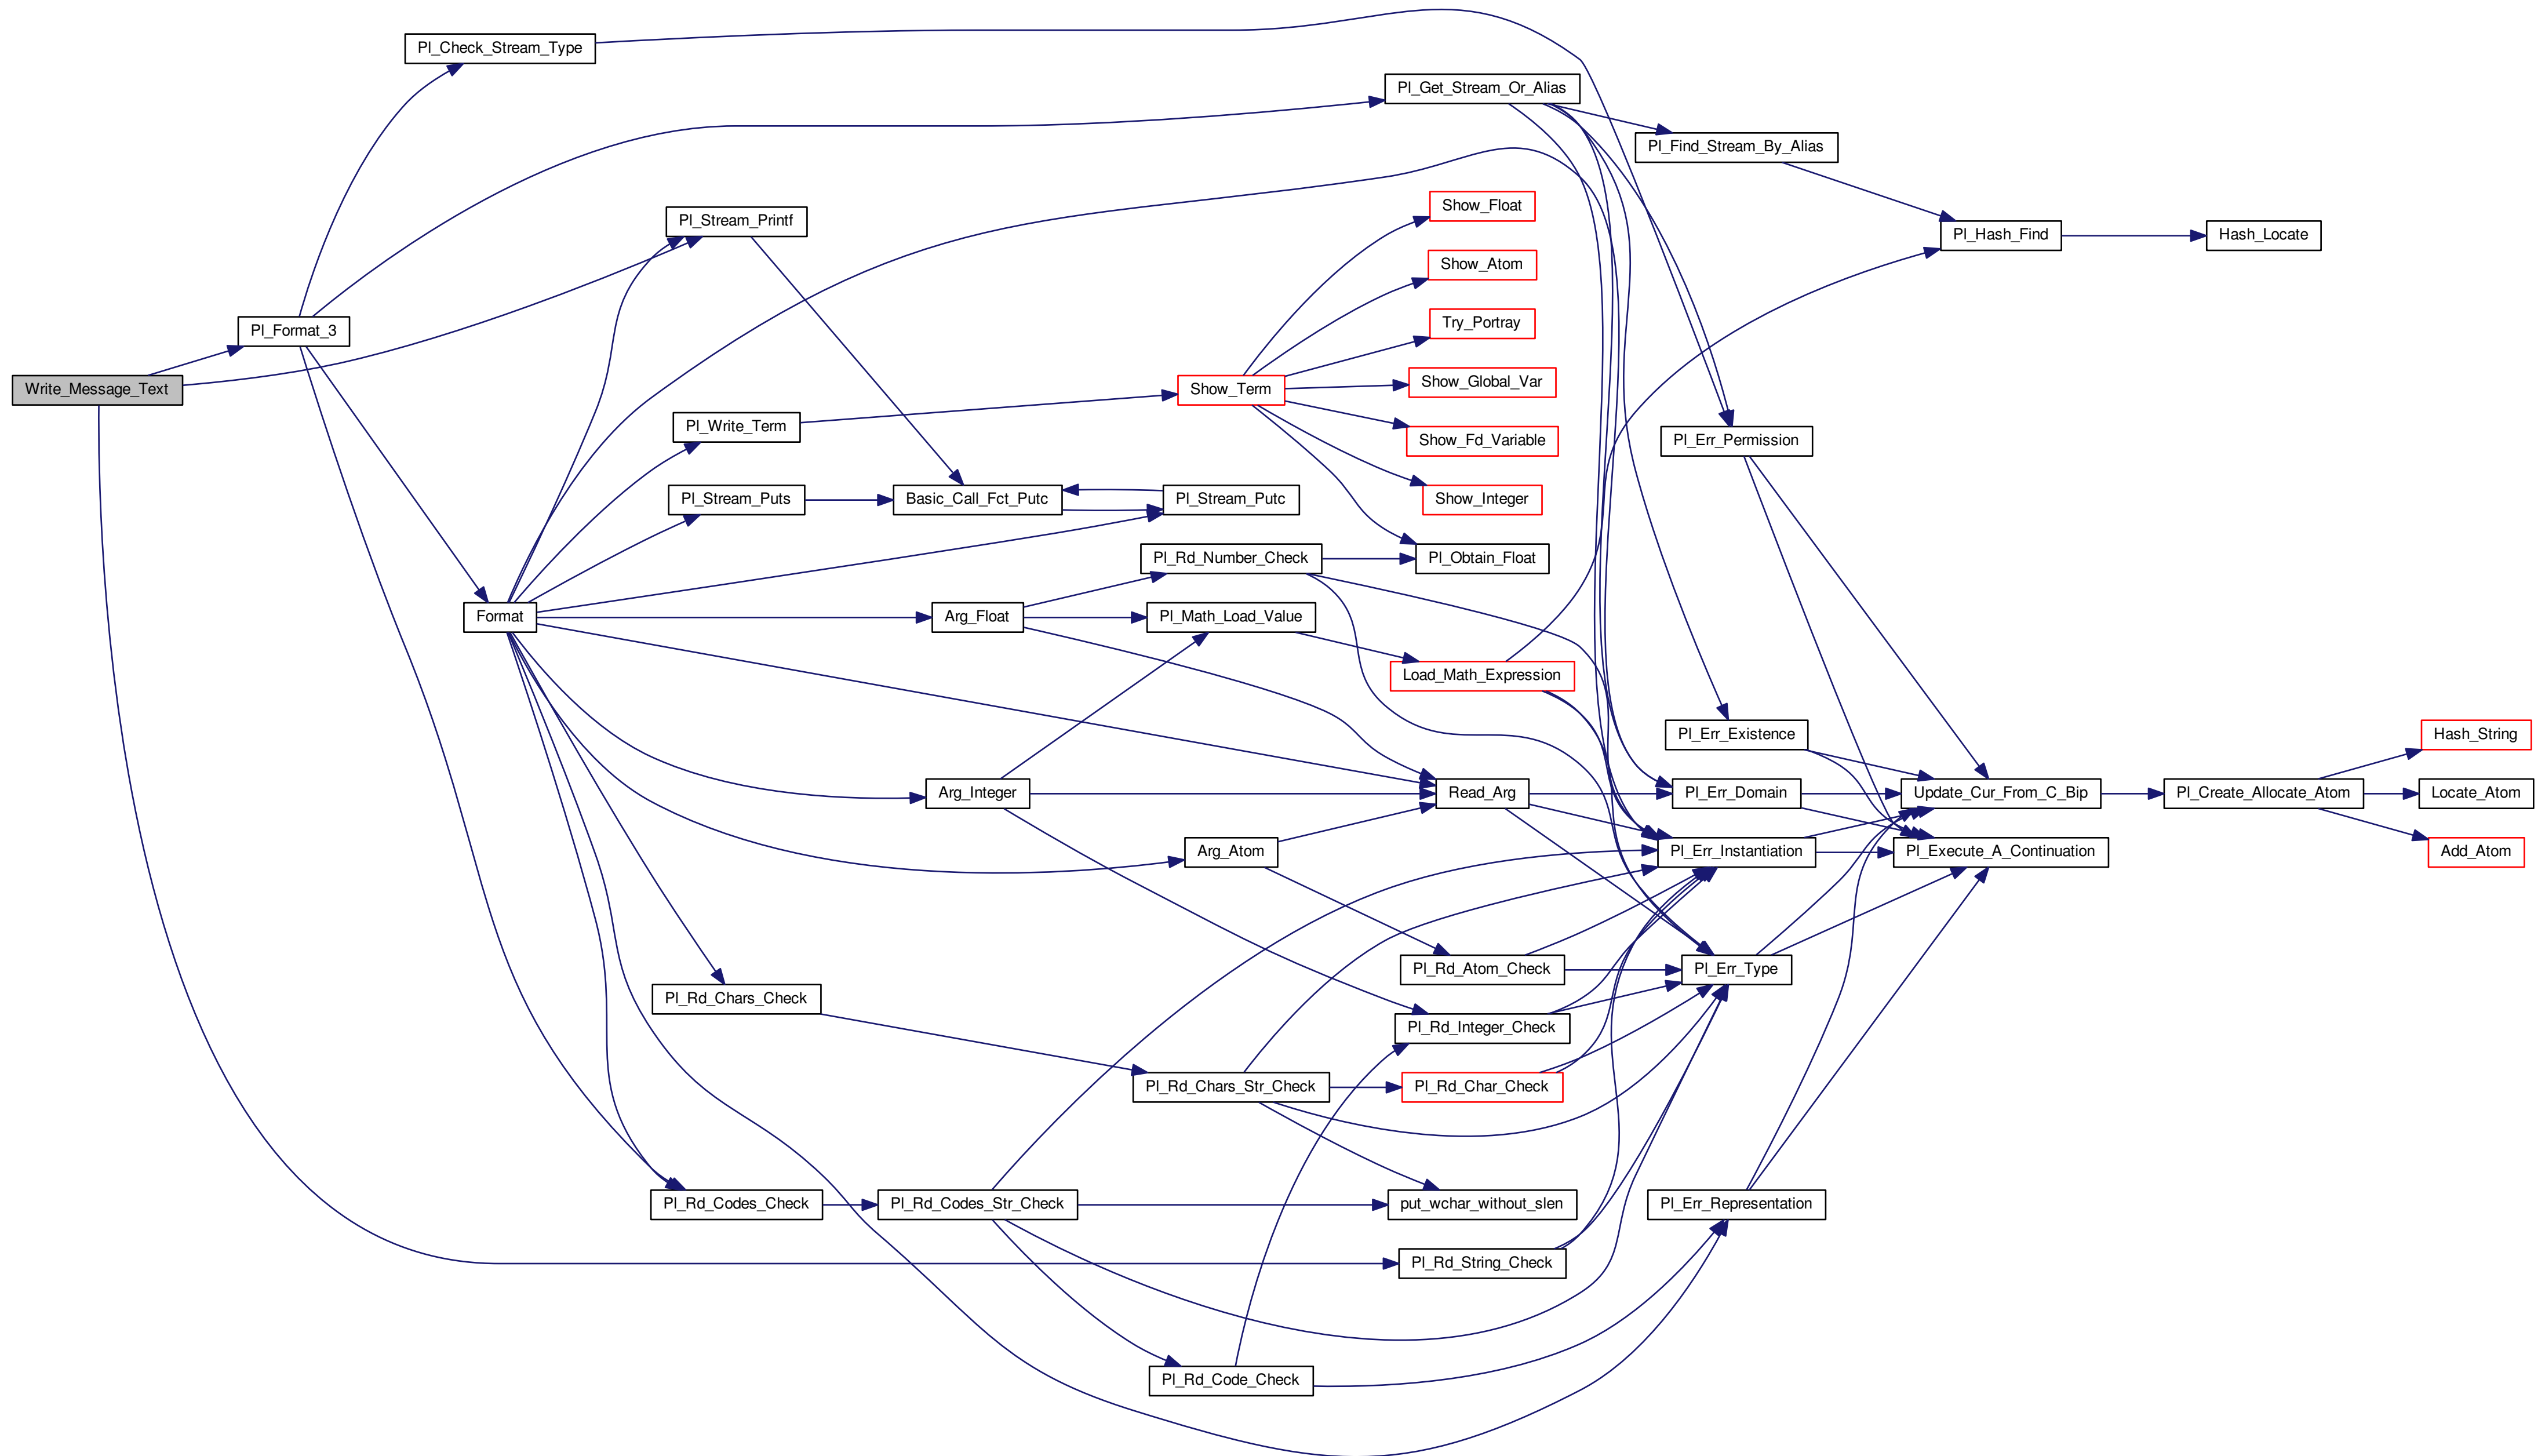 Pl_Check_Stream_Type
Pl_Get_Stream_Or_Alias
Pl_Find_Stream_By_Alias
Show_Float
Pl_Stream_Printf
Pl_Hash_Find
Hash_Locate
Show_Atom
Pl_Format_3
Try_Portray
Write_Message_Text
Show_Term
Show_Global_Var
Pl_Write_Term
Show_Fd_Variable
Pl_Err_Permission
Pl_Stream_Puts
Basic_Call_Fct_Putc
Pl_Stream_Putc
Show_Integer
Pl_Rd_Number_Check
Pl_Obtain_Float
Format
Arg_Float
Pl_Math_Load_Value
Load_Math_Expression
Pl_Err_Existence
Hash_String
Arg_Integer
Read_Arg
Pl_Err_Domain
Update_Cur_From_C_Bip
Pl_Create_Allocate_Atom
Locate_Atom
Arg_Atom
Pl_Err_Instantiation
Pl_Execute_A_Continuation
Add_Atom
Pl_Rd_Atom_Check
Pl_Err_Type
Pl_Rd_Chars_Check
Pl_Rd_Integer_Check
Pl_Rd_Chars_Str_Check
Pl_Rd_Char_Check
Pl_Rd_Codes_Check
Pl_Rd_Codes_Str_Check
put_wchar_without_slen
Pl_Err_Representation
Pl_Rd_String_Check
Pl_Rd_Code_Check